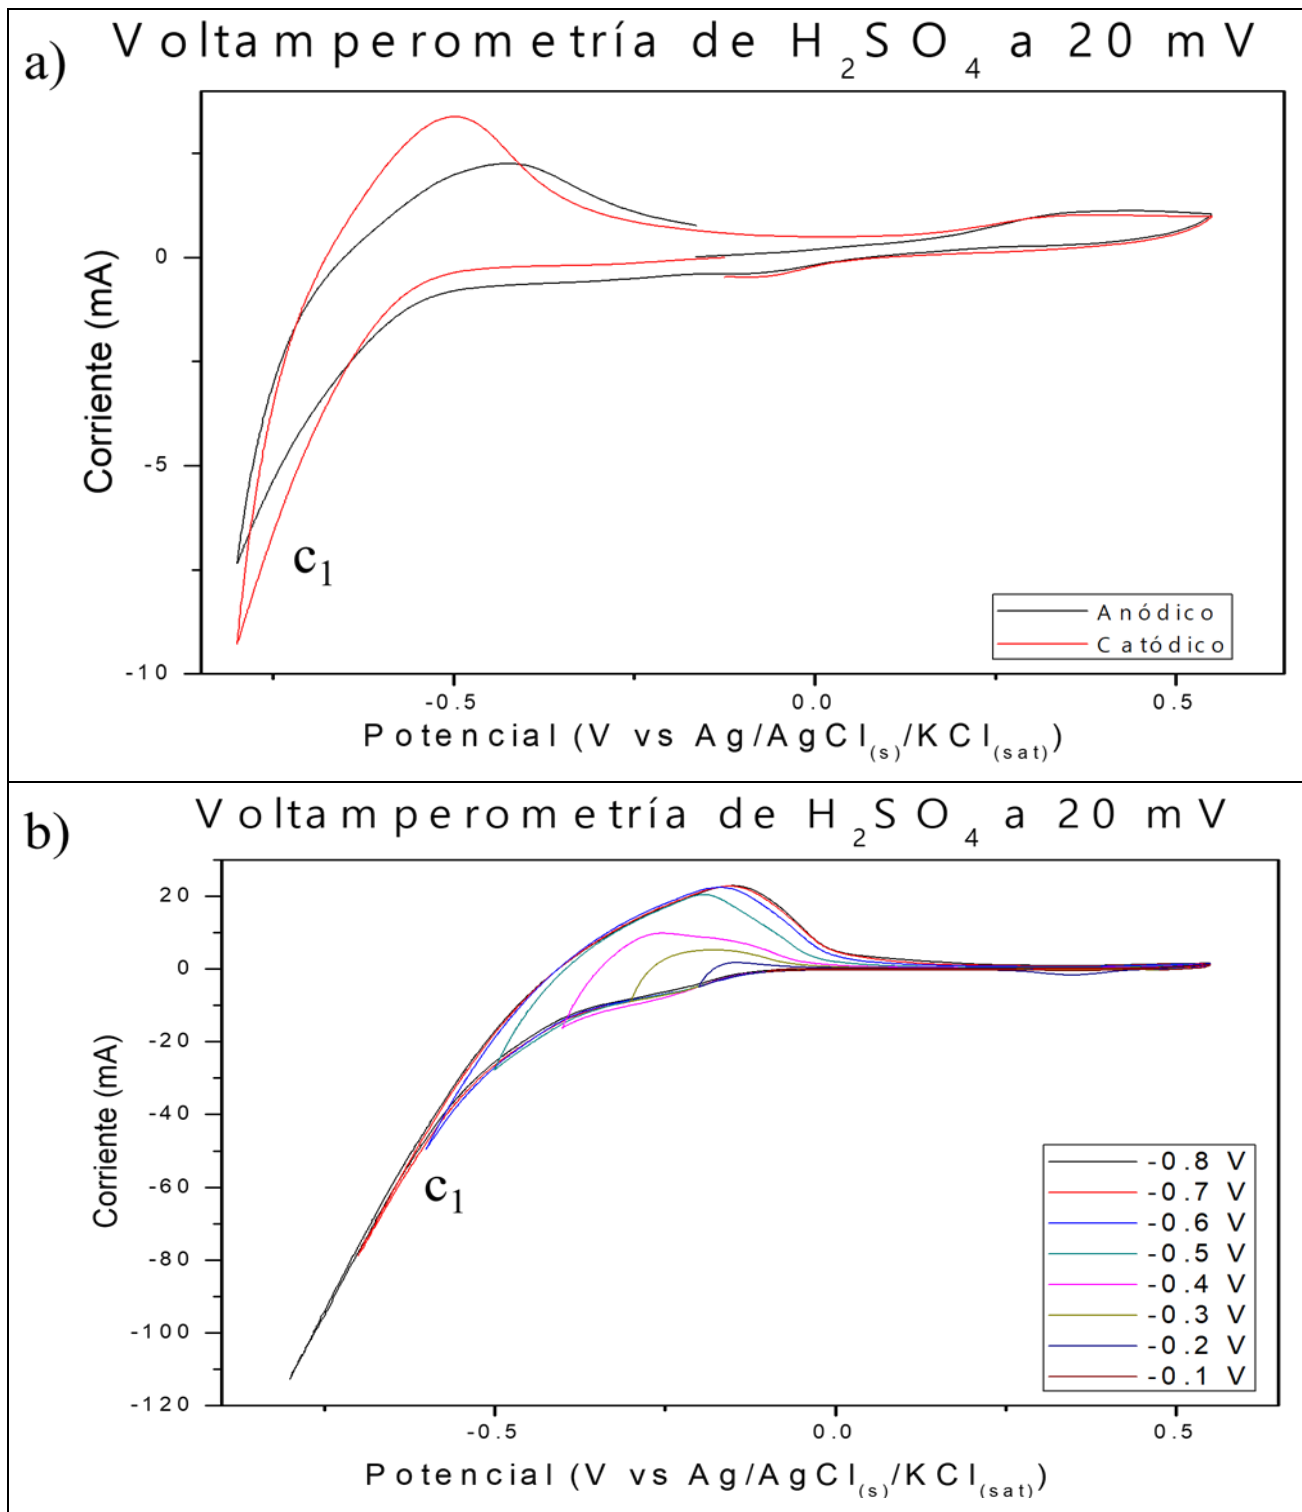 a)
Voltamperometría de H₂SO₄ a 20 mV
Corriente (mA)
0
-5
-10
c₁
Anódico
Catódico
-0.5
0.0
0.5
Potencial (V vs Ag/AgCl₍s₎/KCl₍sat₎)
b)
Voltamperometría de H₂SO₄ a 20 mV
Corriente (mA)
20
0
-20
-40
-60
-80
-100
-120
c₁
-0.8 V
-0.7 V
-0.6 V
-0.5 V
-0.4 V
-0.3 V
-0.2 V
-0.1 V
-0.5
0.0
0.5
Potencial (V vs Ag/AgCl₍s₎/KCl₍sat₎)